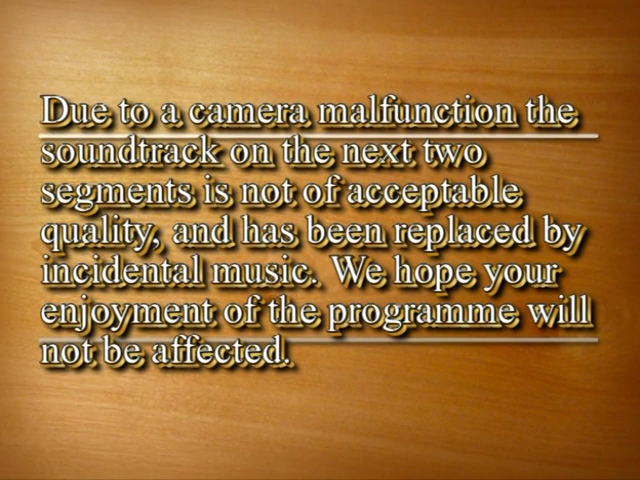 Due to a camera malfunction the
soundtrack on the next two
segments is not of acceptable
quality, and has been replaced by
incidental music. We hope your
enjoyment of the programme will
not be affected.